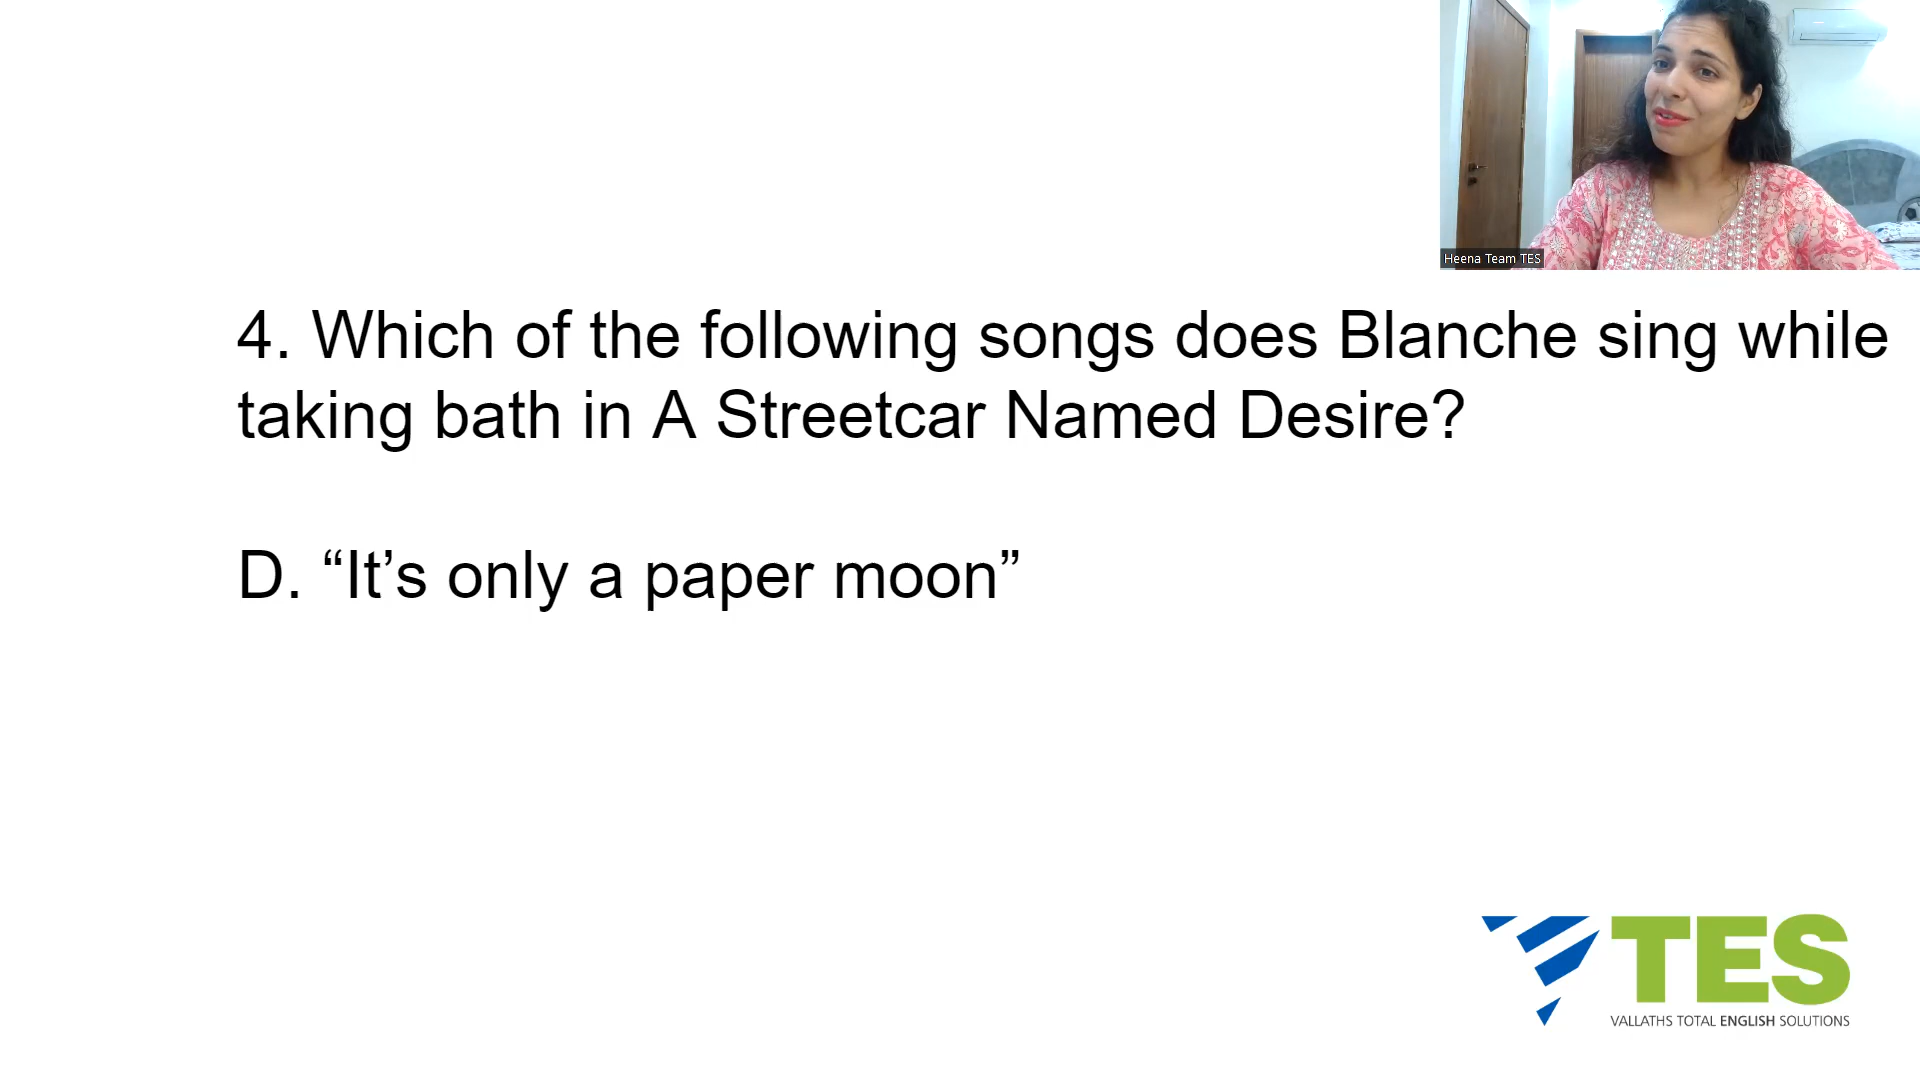 Heena Team TES
4. Which of the following songs does Blanche sing while
taking bath in A Streetcar Named Desire?
D. “It’s only a paper moon”
TES
VALLATHS TOTAL ENGLISH SOLUTIONS